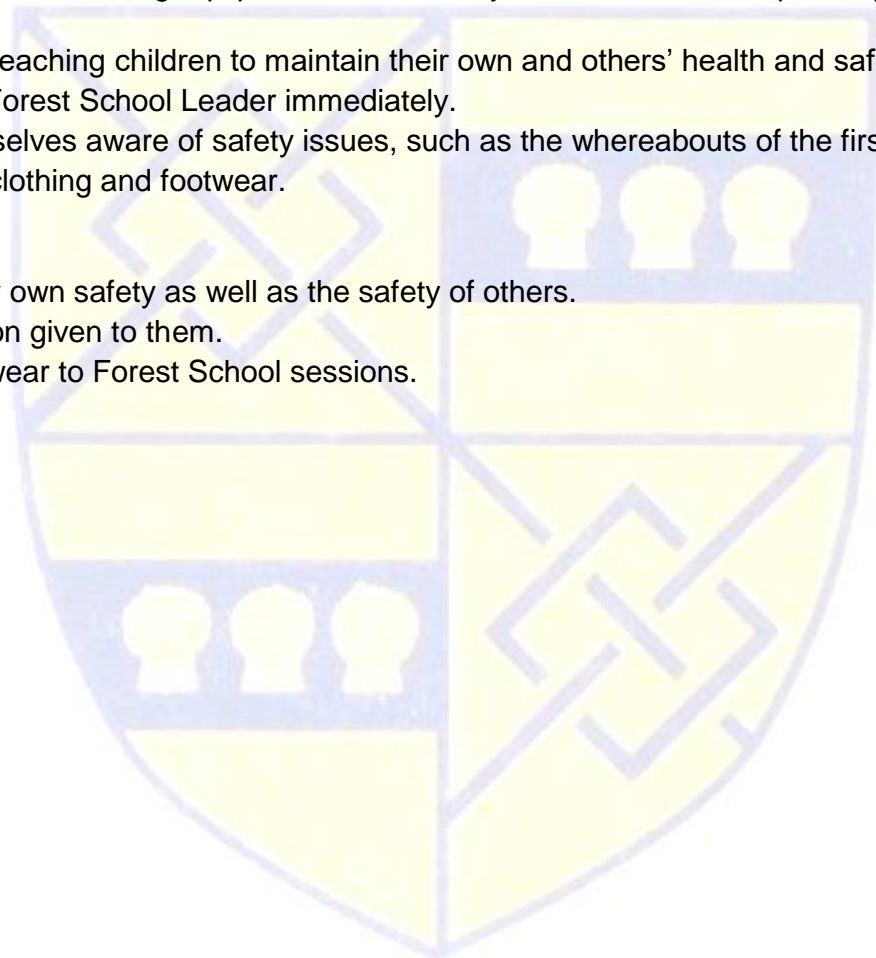 eaching children to maintain their own and others’ health and saf
orest School Leader immediately.
selves aware of safety issues, such as the whereabouts of the firs
clothing and footwear.
own safety as well as the safety of others.
on given to them.
wear to Forest School sessions.